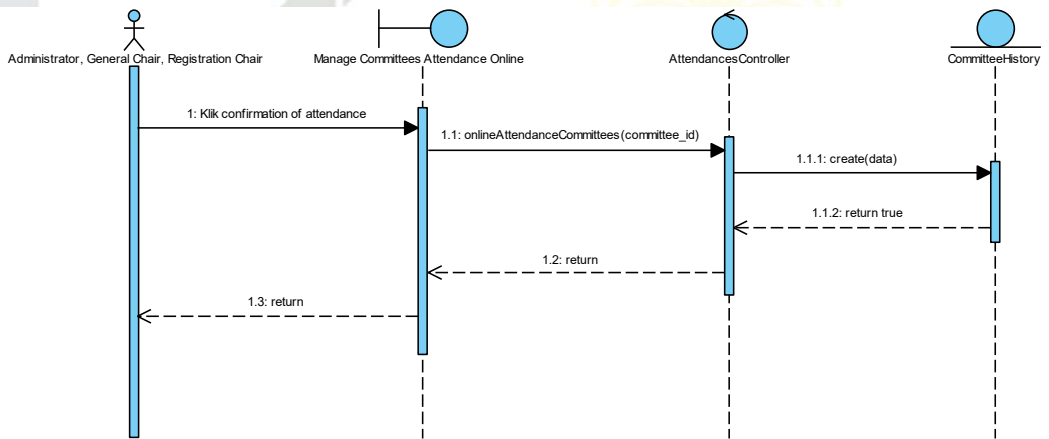 Administrator, General Chair, Registration Chair
Manage Committees Attendance Online
AttendancesController
CommitteeHistory
1: Klik confirmation of attendance
1.1: onlineAttendanceCommittees(committee_id)
1.1.1: create(data)
1.1.2: return true
1.2: return
1.3: return